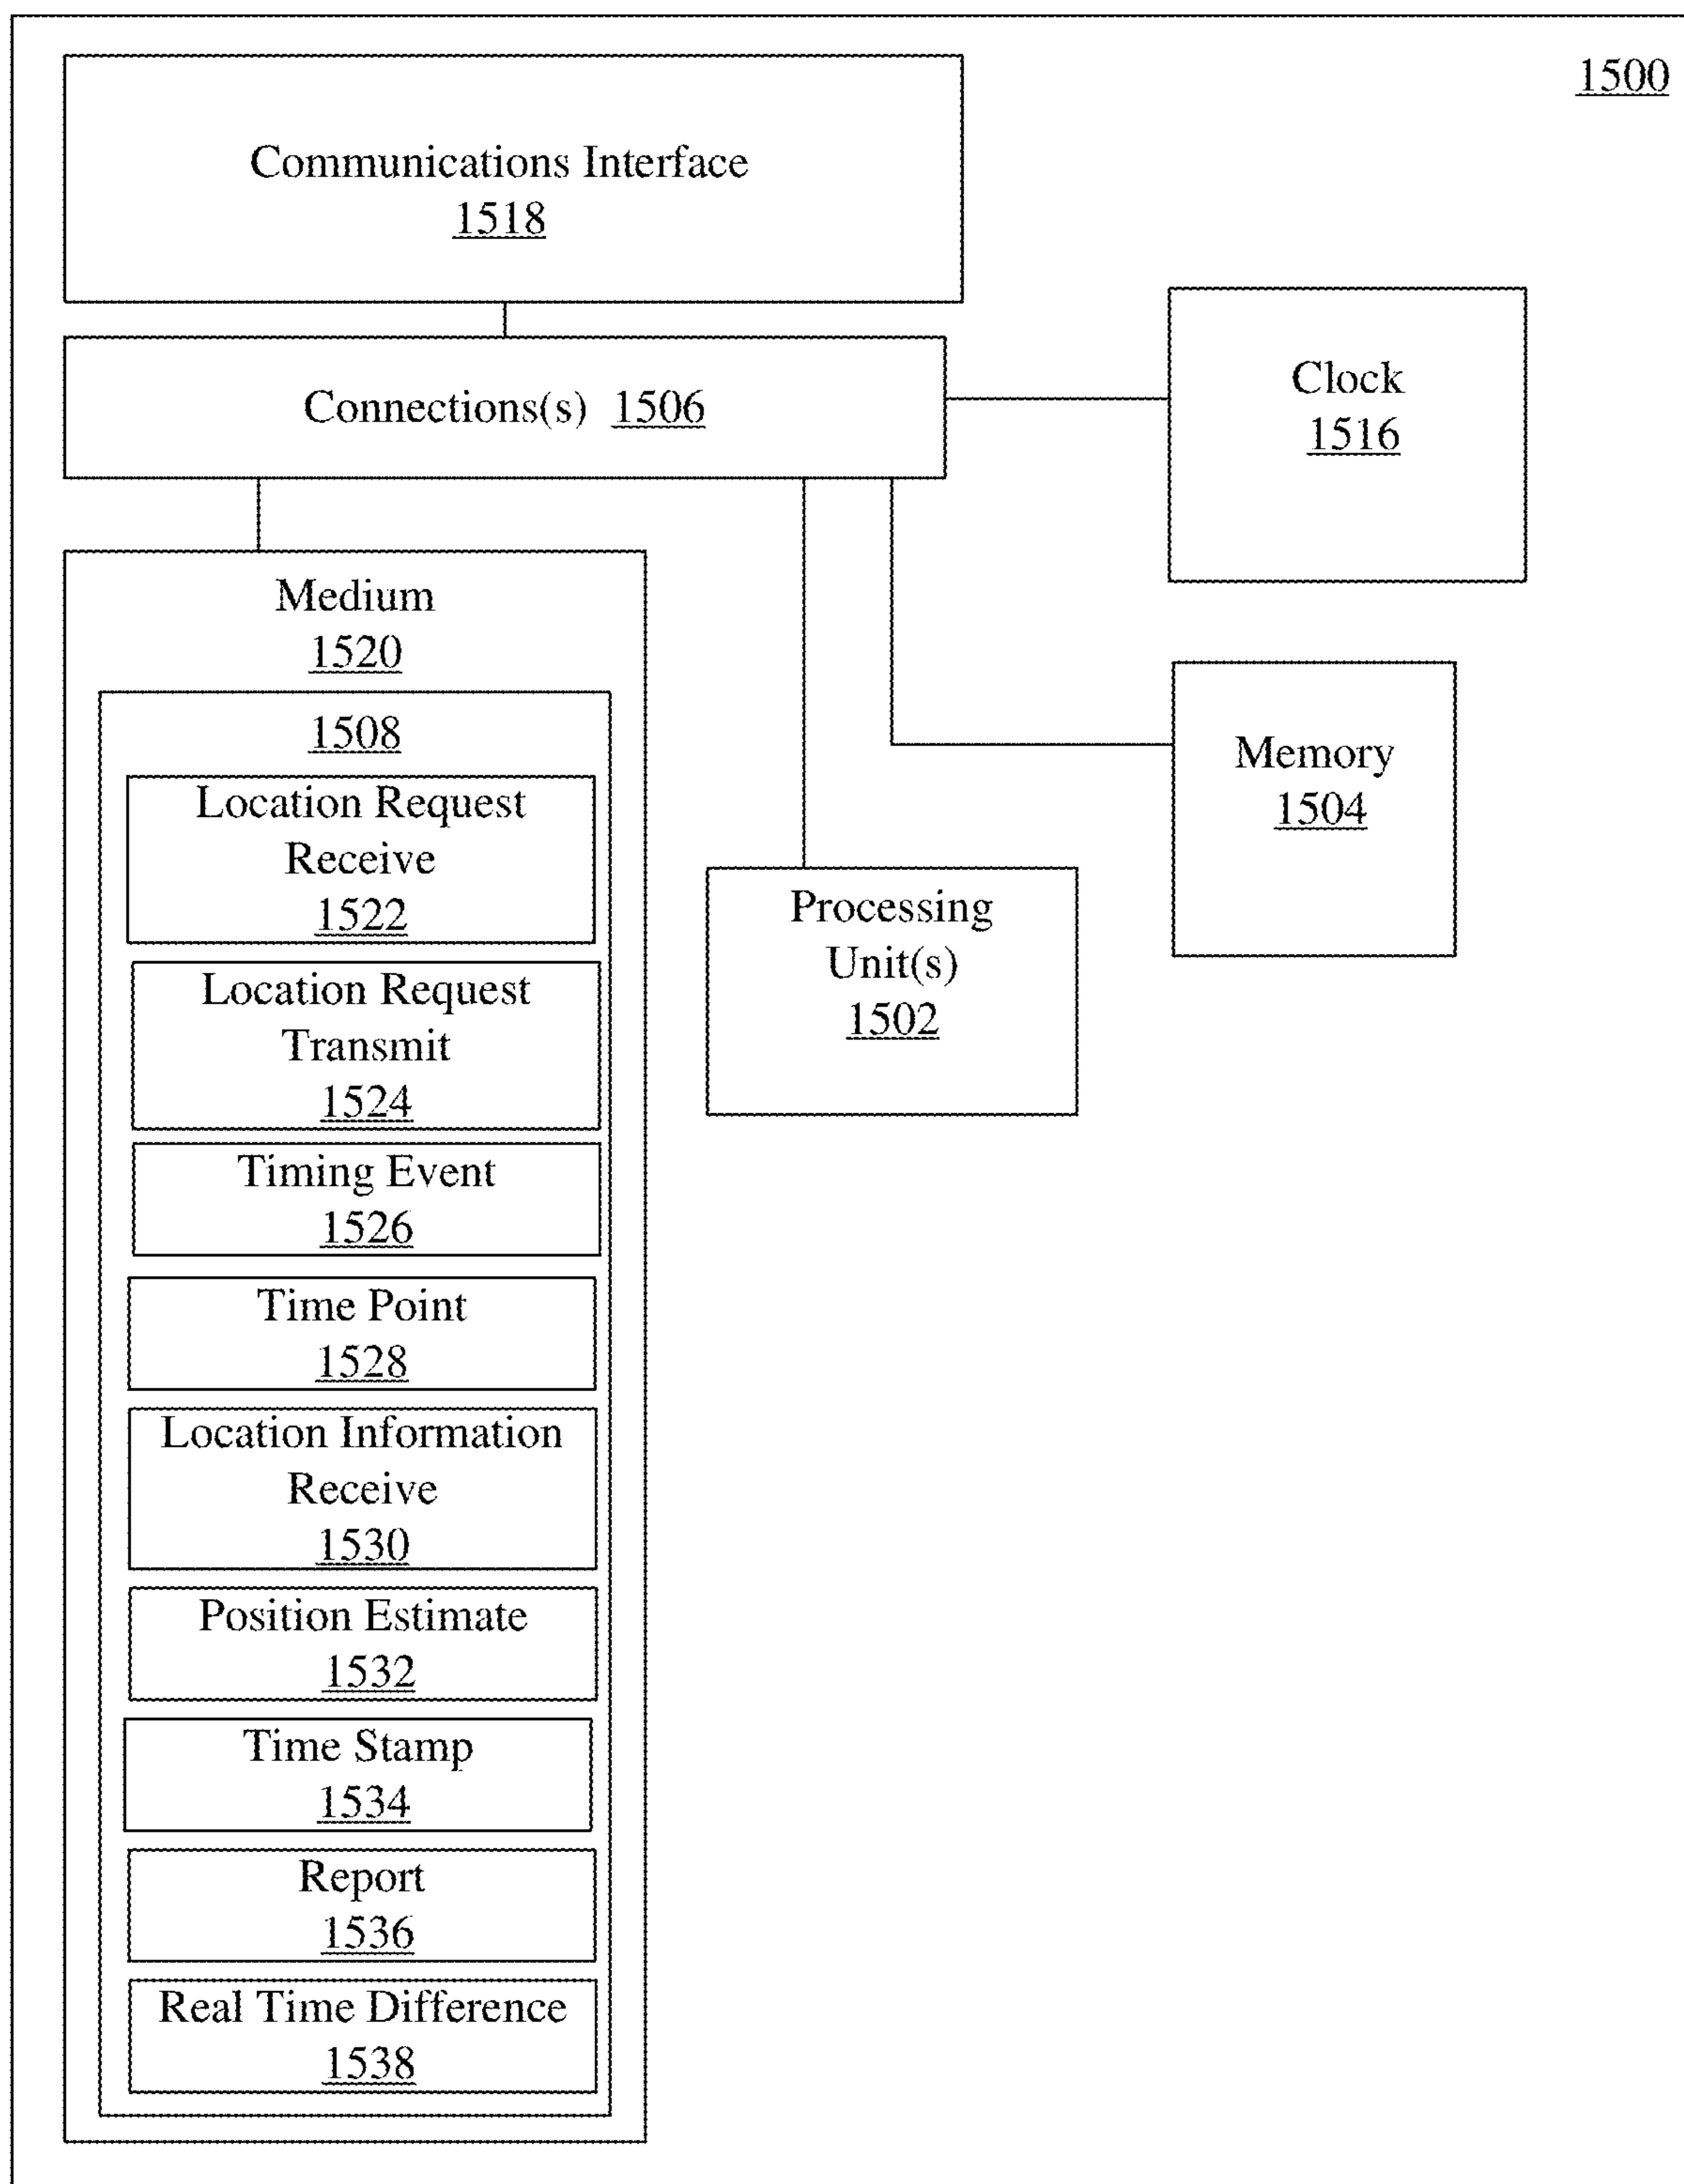 1500
Communications Interface
1518
Connections(s) 1506
Clock
1516
Medium
1520
1508
Location Request
Receive
1522
Location Request
Transmit
1524
Timing Event
1526
Time Point
1528
Location Information
Receive
1530
Position Estimate
1532
Time Stamp
1534
Report
1536
Real Time Difference
1538
Processing
Unit(s)
1502
Memory
1504